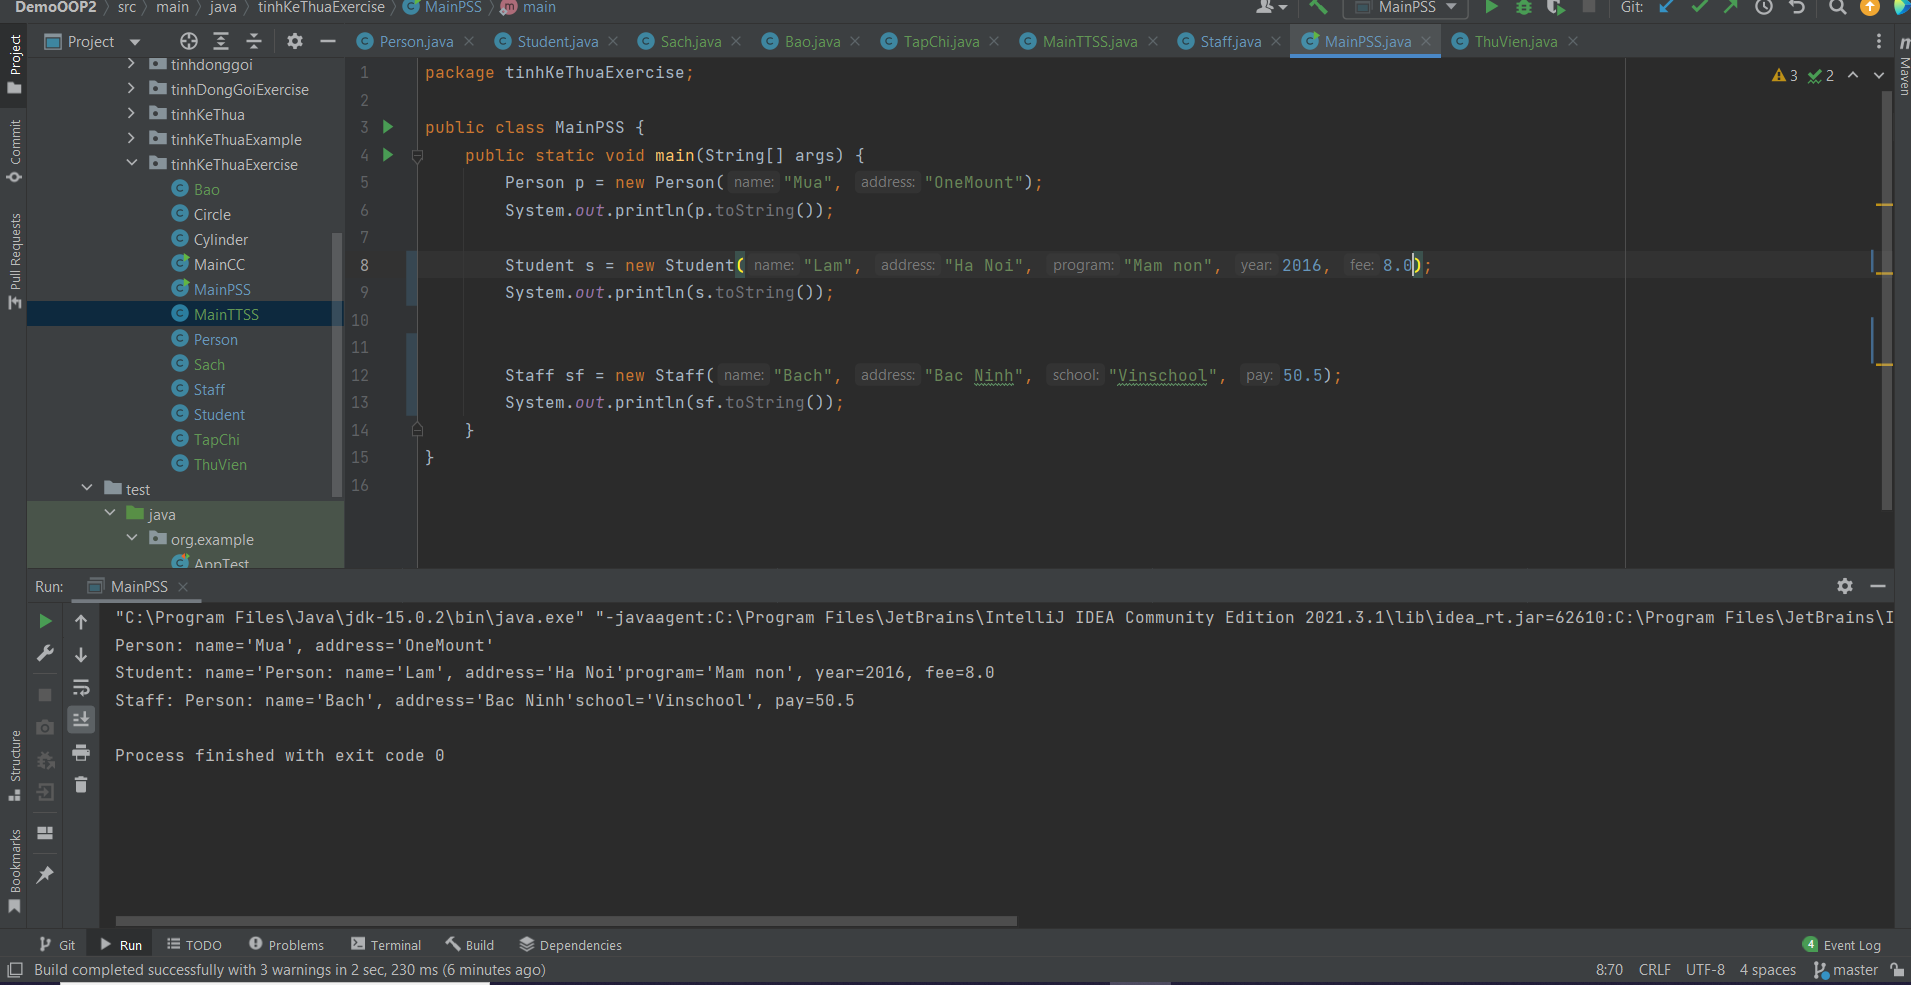 DemoOOP2 src main java tinhKeThuaExercise MainPSS main MainPSS Git:
Project Person.java Student.java Sach.java Bao.java TapChi.java MainTTSS.java Staff.java MainPSS.java ThuVien.java
Project
Commit
Pull Requests
Structure
Bookmarks
Maven
tinhdonggoi
tinhDongGoiExercise
tinhKeThua
tinhKeThuaExample
tinhKeThuaExercise
Bao
Circle
Cylinder
MainCC
MainPSS
MainTTSS
Person
Sach
Staff
Student
TapChi
ThuVien
test
java
org.example
AppTest
3 2
1 package tinhKeThuaExercise;
2
3 public class MainPSS {
4 public static void main(String[] args) {
5 Person p = new Person( name: "Mua", address: "OneMount");
6 System.out.println(p.toString());
7
8 Student s = new Student( name: "Lam", address: "Ha Noi", program: "Mam non", year: 2016, fee: 8.0);
9 System.out.println(s.toString());
10
11
12 Staff sf = new Staff( name: "Bach", address: "Bac Ninh", school: "Vinschool", pay: 50.5);
13 System.out.println(sf.toString());
14 }
15 }
16
Run: MainPSS
"C:\Program Files\Java\jdk-15.0.2\bin\java.exe" "-javaagent:C:\Program Files\JetBrains\IntelliJ IDEA Community Edition 2021.3.1\lib\idea_rt.jar=62610:C:\Program Files\JetBrains\I
Person: name='Mua', address='OneMount'
Student: name='Person: name='Lam', address='Ha Noi'program='Mam non', year=2016, fee=8.0
Staff: Person: name='Bach', address='Bac Ninh'school='Vinschool', pay=50.5
Process finished with exit code 0
Git Run TODO Problems Terminal Build Dependencies 4 Event Log
Build completed successfully with 3 warnings in 2 sec, 230 ms (6 minutes ago) 8:70 CRLF UTF-8 4 spaces master